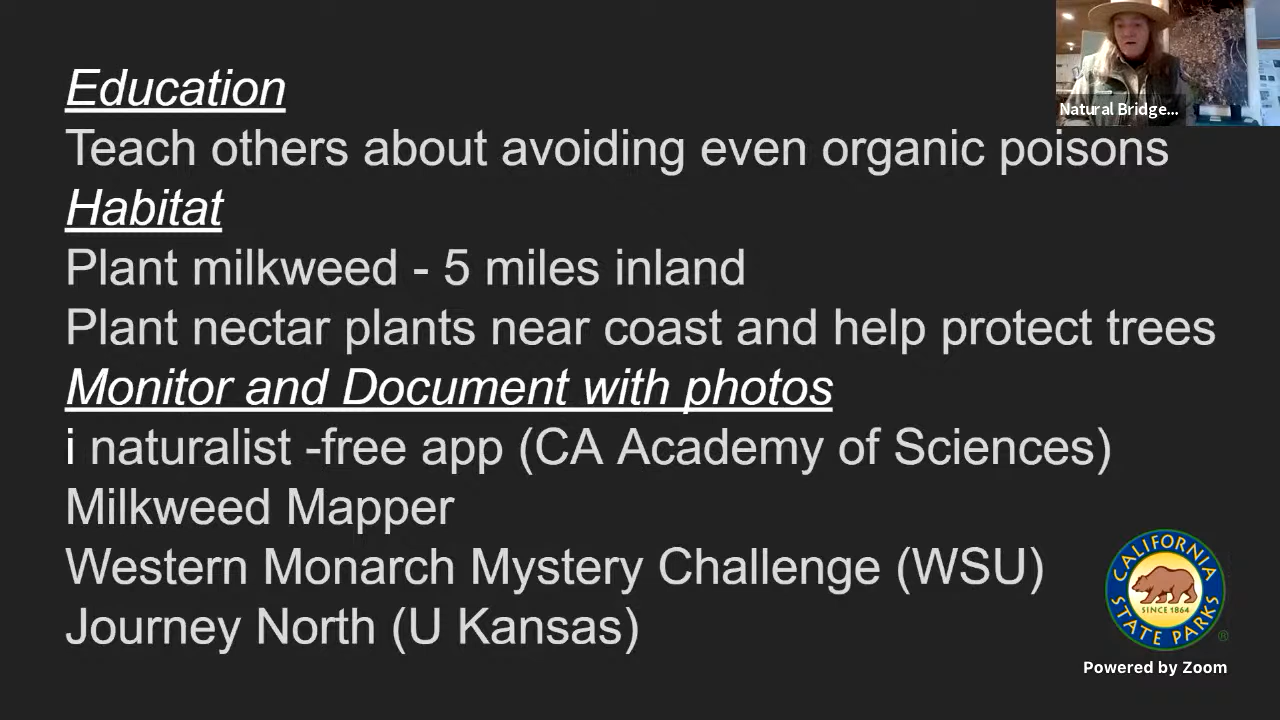 Education
Teach others about avoiding even organic poisons
Habitat
Plant milkweed - 5 miles inland
Plant nectar plants near coast and help protect trees
Monitor and Document with photos
i naturalist -free app (CA Academy of Sciences)
Milkweed Mapper
Western Monarch Mystery Challenge (WSU)
Journey North (U Kansas)
Natural Bridge...
CALIFORNIA
SINCE 1864
STATE PARKS
®
Powered by Zoom